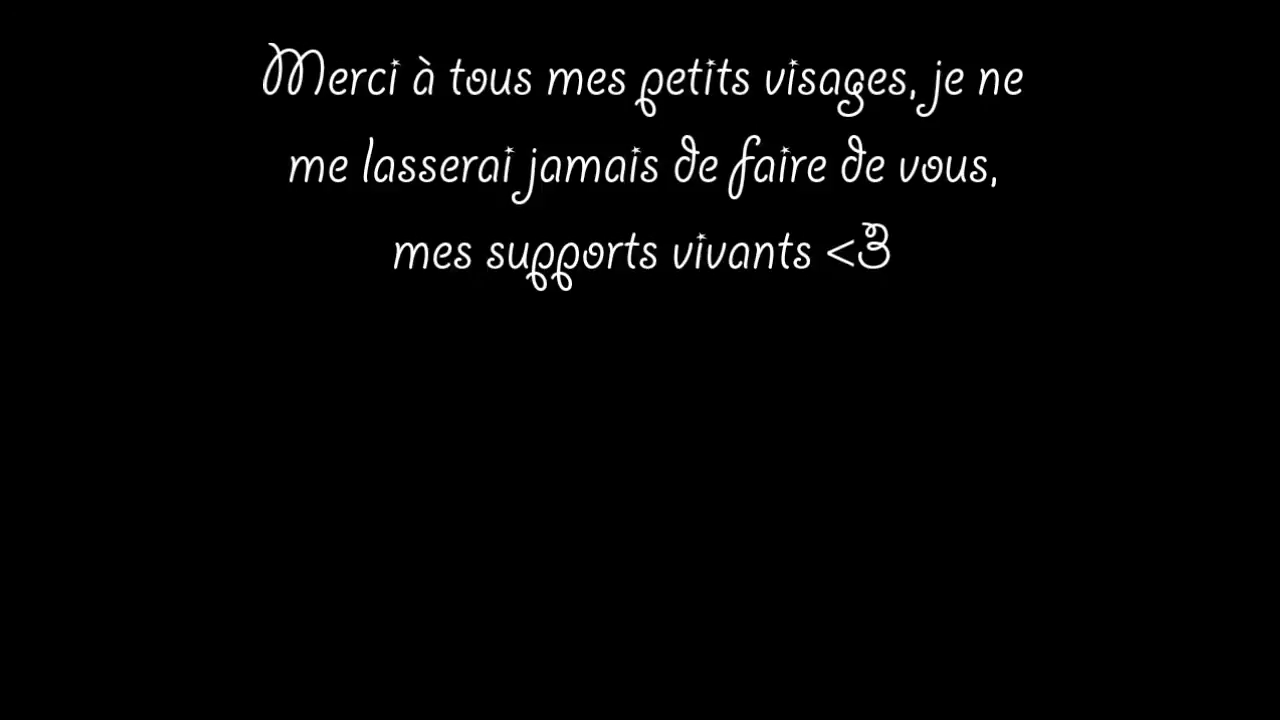 Merci à tous mes petits visages, je ne
me lasserai jamais de faire de vous,
mes supports vivants <3